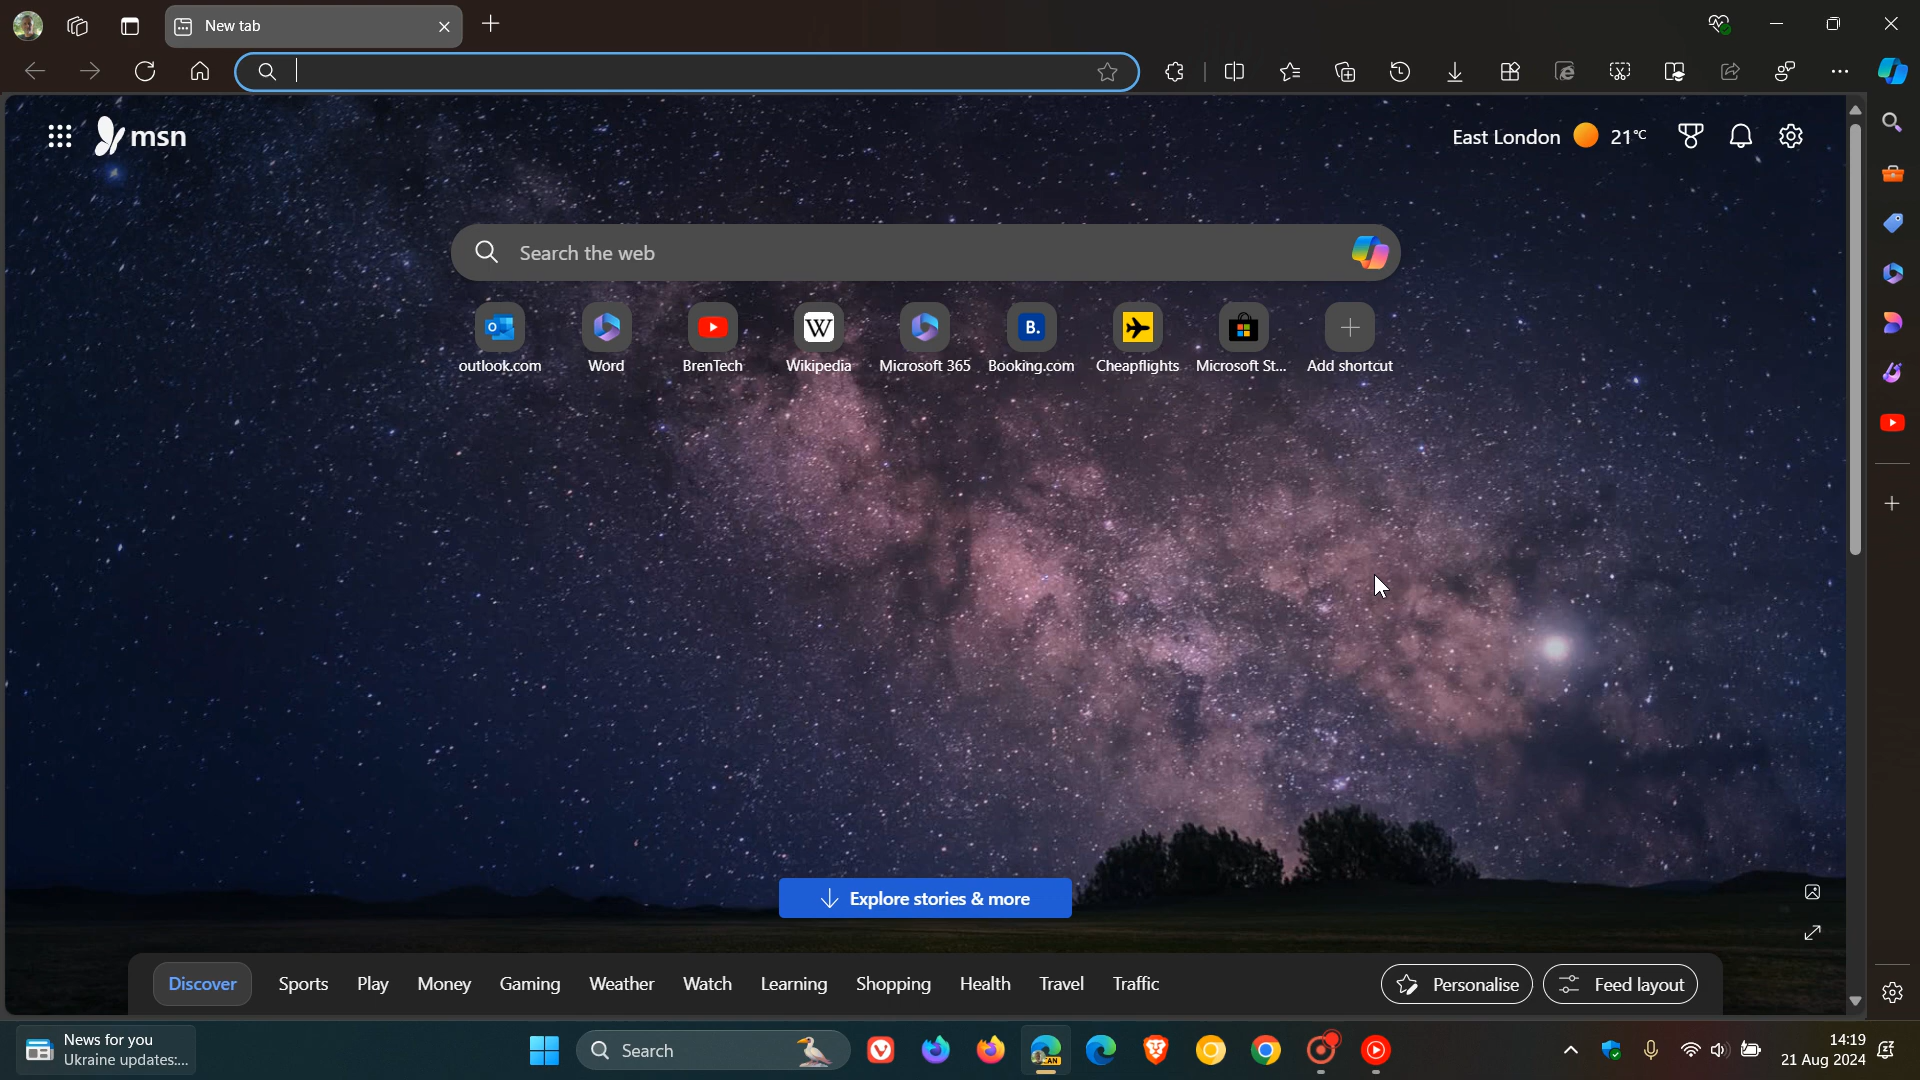 New tab
msn
East London 21°C
Search the web
outlook.com
Word
BrenTech
W
Wikipedia
Microsoft 365
B.
Booking.com
Cheapflights
Microsoft St...
Add shortcut
Explore stories & more
Discover Sports Play Money Gaming Weather Watch Learning Shopping Health Travel Traffic
Personalise
Feed layout
News for you
Ukraine updates:...
Search
CAN
14:19
21 Aug 2024